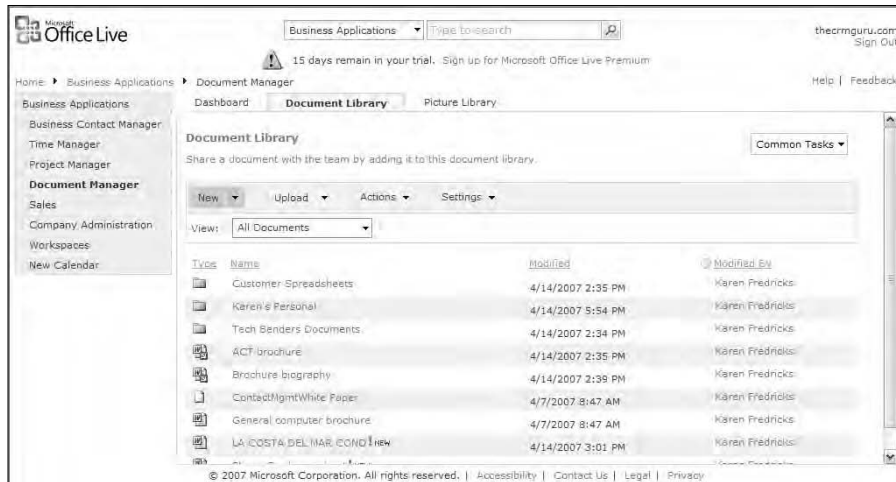 Microsoft
Office Live
Business Applications
Type to search
thecrmguru.com
Sign Out
15 days remain in your trail. Sign up for Microsoft Office Live Premium
Home Business Applications Document Manager
Help | Feedback
Business Applications
Business Contact Manager
Time Manager
Project Manager
Document Manager
Sales
Company Administration
Workspaces
New Calendar
Dashboard Document Library Picture Library
Document Library
Common Tasks
Share a document with the team by adding it to this document library.
New Upload Actions Settings
View: All Documents
Type Name Modified Modified By
Customer Spreadsheets 4/14/2007 2:35 PM Karen Fredricks
Karen's Personal 4/14/2007 5:54 PM Karen Fredricks
Tech Benders Documents 4/14/2007 2:34 PM Karen Fredricks
ACT brochure 4/14/2007 2:35 PM Karen Fredricks
Brochure biography 4/14/2007 2:39 PM Karen Fredricks
ContactMgmtWhite Paper 4/7/2007 8:47 AM Karen Fredricks
General computer brochure 4/7/2007 8:47 AM Karen Fredricks
LA COSTA DEL MAR COND ! NEW 4/14/2007 3:01 PM Karen Fredricks
© 2007 Microsoft Corporation. All rights reserved. | Accessibility | Contact Us | Legal | Privacy